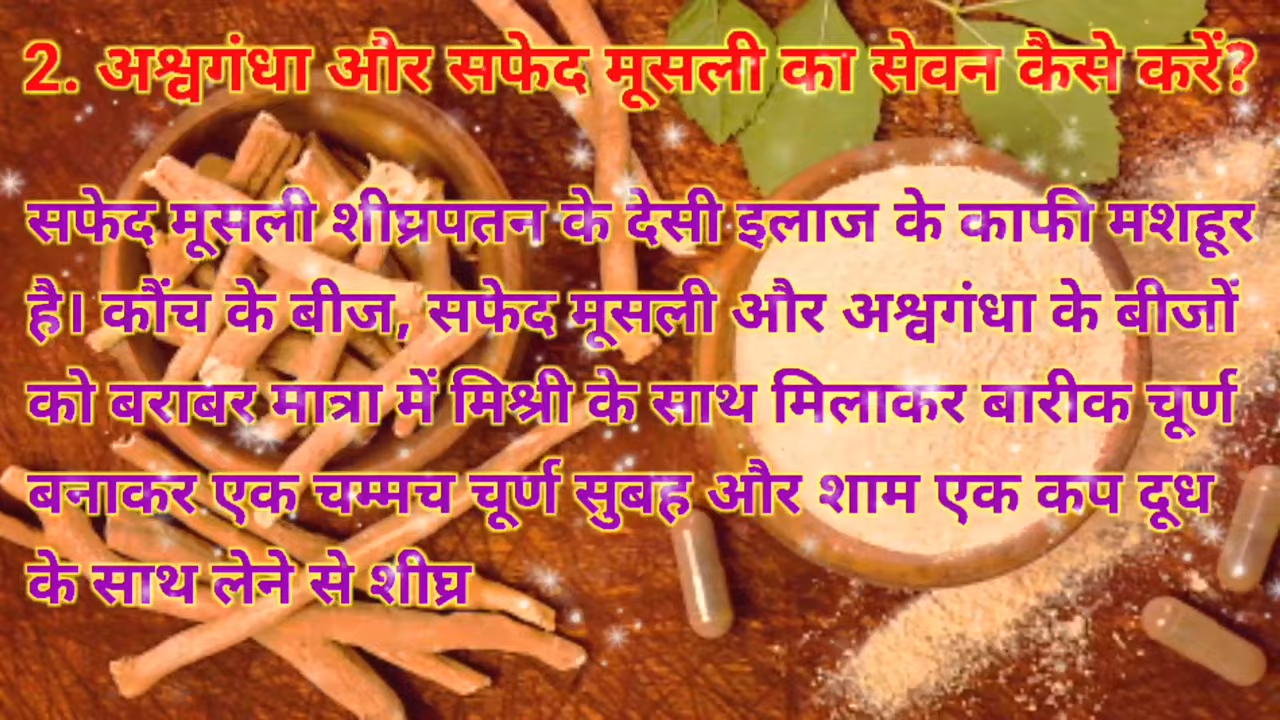 2. अश्वगंधा और सफेद मूसली का सेवन कैसे करें?
सफेद मूसली शीघ्रपतन के देसी इलाज के काफी मशहूर
है। कौंच के बीज, सफेद मूसली और अश्वगंधा के बीजों
को बराबर मात्रा में मिश्री के साथ मिलाकर बारीक चूर्ण
बनाकर एक चम्मच चूर्ण सुबह और शाम एक कप दूध
के साथ लेने से शीघ्र